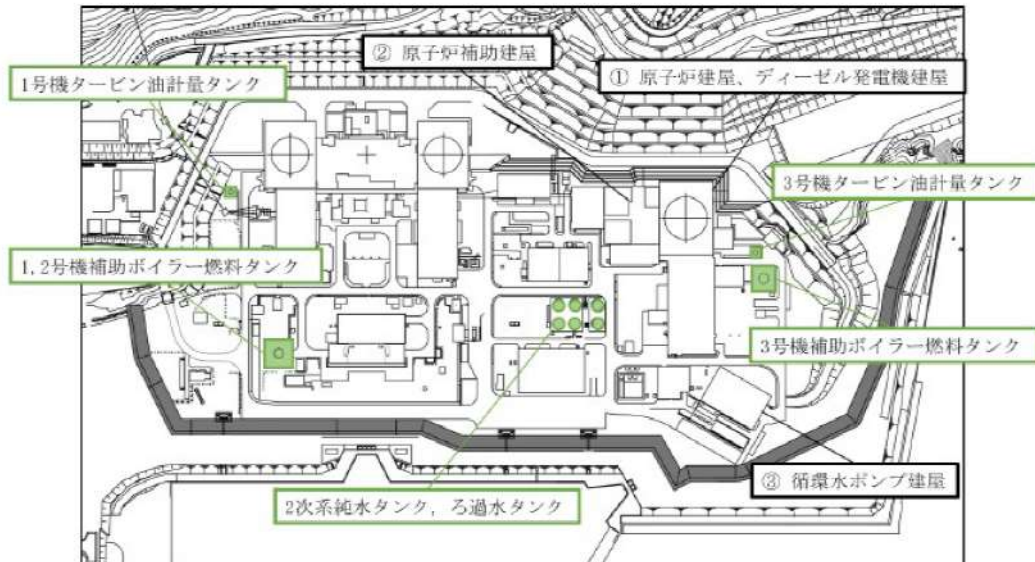 ② 原子炉補助建屋
① 原子炉建屋、ディーゼル発電機建屋
1号機タービン油計量タンク
3号機タービン油計量タンク
1,2号機補助ボイラー燃料タンク
3号機補助ボイラー燃料タンク
③ 循環水ポンプ建屋
2次系純水タンク，ろ過水タンク